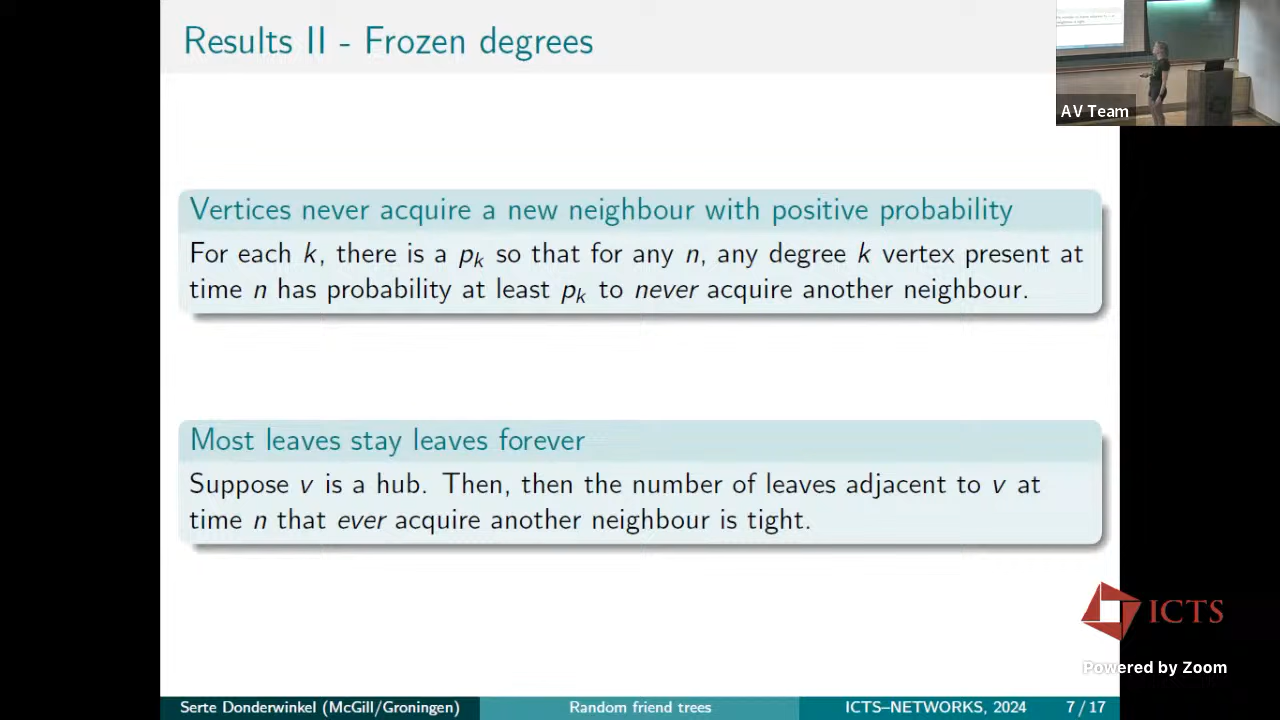 Results II - Frozen degrees
AV Team
Vertices never acquire a new neighbour with positive probability
For each k, there is a pₖ so that for any n, any degree k vertex present at
time n has probability at least pₖ to never acquire another neighbour.
Most leaves stay leaves forever
Suppose v is a hub. Then, then the number of leaves adjacent to v at
time n that ever acquire another neighbour is tight.
ICTS
Powered by Zoom
Serte Donderwinkel (McGill/Groningen) Random friend trees ICTS–NETWORKS, 2024 7 / 17